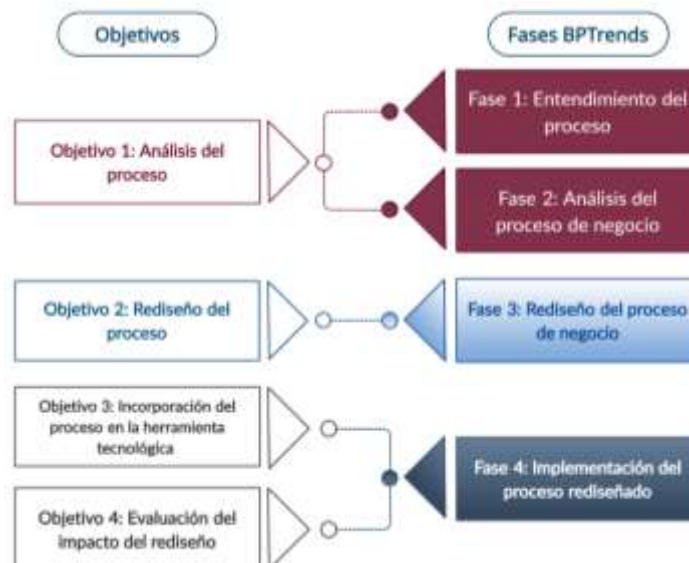 Objetivos
Fases BPTrends
Objetivo 1: Análisis del
proceso
Fase 1: Entendimiento del
proceso
Fase 2: Análisis del
proceso de negocio
Objetivo 2: Rediseño del
proceso
Fase 3: Rediseño del proceso
de negocio
Objetivo 3: Incorporación del
proceso en la herramienta
tecnológica
Objetivo 4: Evaluación del
impacto del rediseño
Fase 4: Implementación del
proceso rediseñado